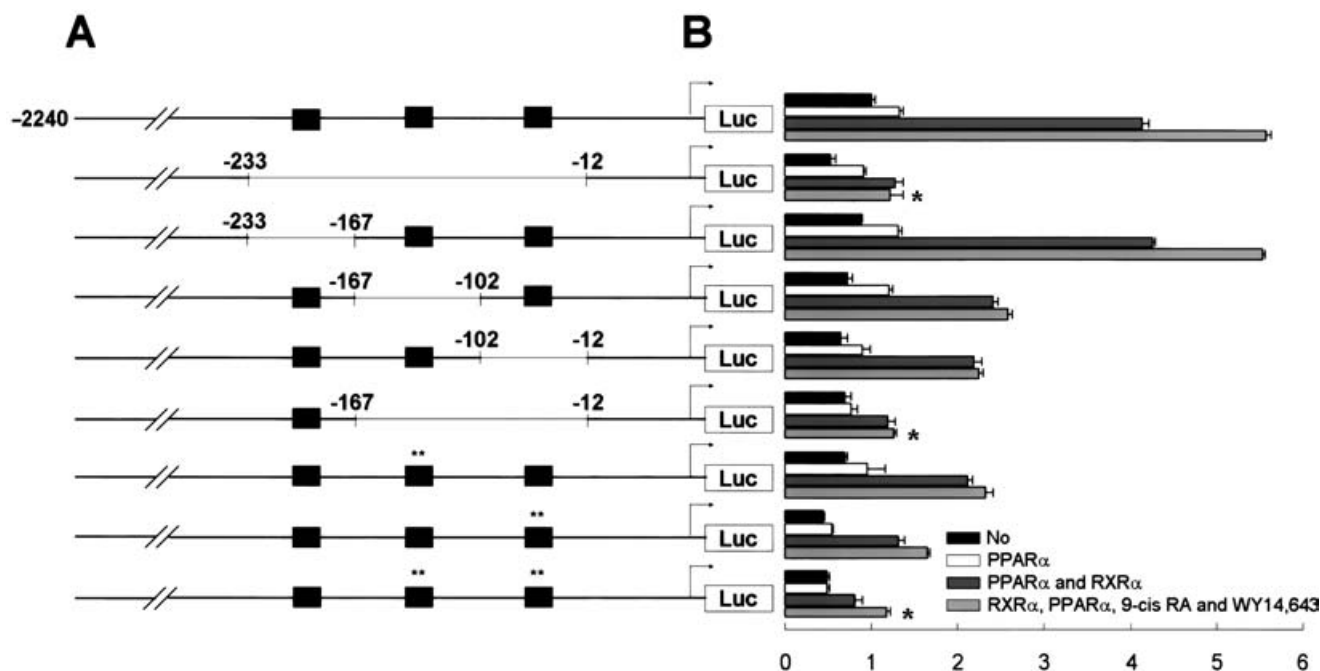 A B
-2240 Luc
-233 -12
Luc
-233 -167
Luc
-167 -102
Luc
-102 -12
Luc
-167 -12
Luc
*
*
**
Luc
**
Luc
** **
Luc
*
No
PPARα
PPARα and RXRα
RXRα, PPARα, 9-cis RA and WY14,643
0 1 2 3 4 5 6